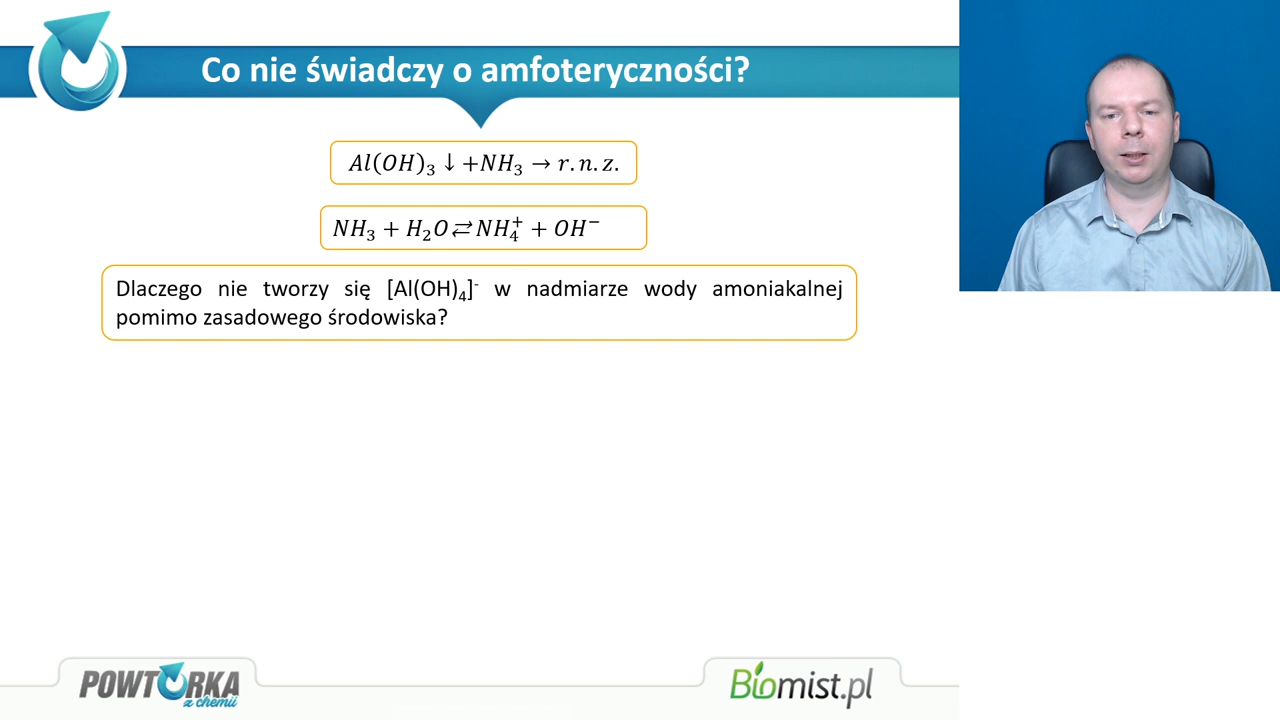 Co nie świadczy o amfoteryczności?
Al(OH)₃ ↓ +NH₃ → r.n.z.
NH₃ + H₂O ⇄ NH₄⁺ + OH⁻
Dlaczego nie tworzy się [Al(OH)₄]⁻ w nadmiarze wody amoniakalnej
pomimo zasadowego środowiska?
POWTÓRKA
z chemii
Biomist.pl